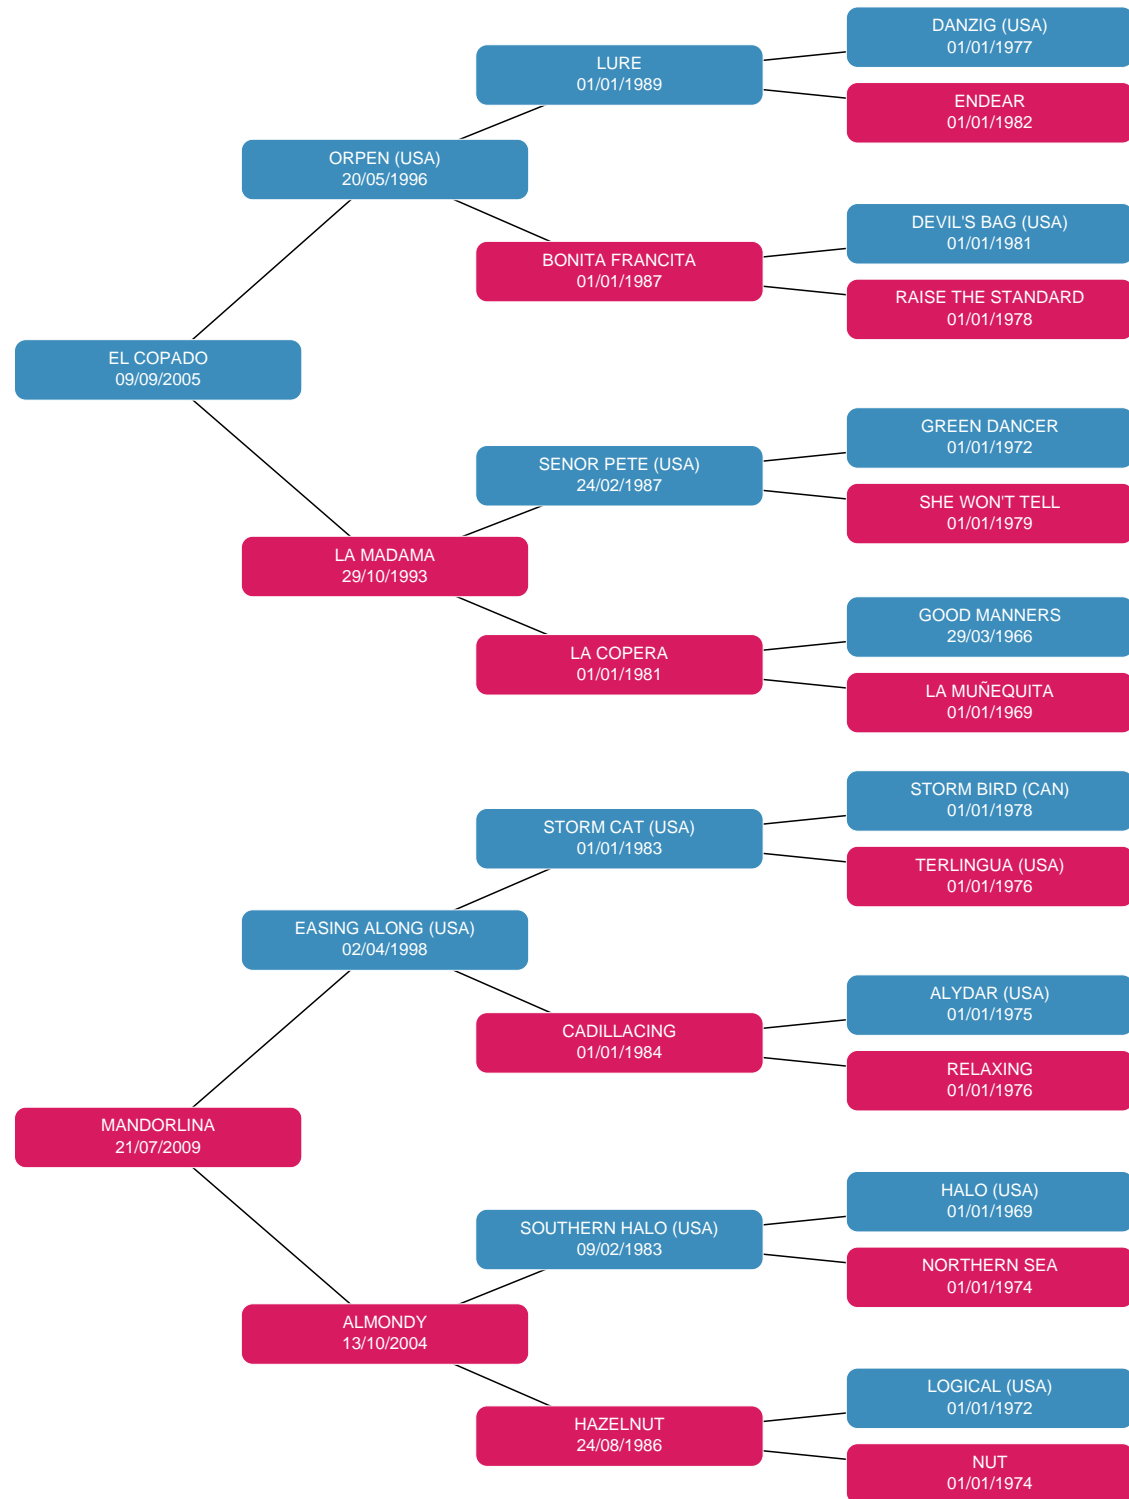 DANZIG (USA)
01/01/1977
LURE
01/01/1989
ENDEAR
01/01/1982
ORPEN (USA)
20/05/1996
DEVIL'S BAG (USA)
01/01/1981
BONITA FRANCITA
01/01/1987
RAISE THE STANDARD
01/01/1978
EL COPADO
09/09/2005
GREEN DANCER
01/01/1972
SENOR PETE (USA)
24/02/1987
SHE WON'T TELL
01/01/1979
LA MADAMA
29/10/1993
GOOD MANNERS
29/03/1966
LA COPERA
01/01/1981
LA MUÑEQUITA
01/01/1969
STORM BIRD (CAN)
01/01/1978
STORM CAT (USA)
01/01/1983
TERLINGUA (USA)
01/01/1976
EASING ALONG (USA)
02/04/1998
ALYDAR (USA)
01/01/1975
CADILLACING
01/01/1984
RELAXING
01/01/1976
MANDORLINA
21/07/2009
HALO (USA)
01/01/1969
SOUTHERN HALO (USA)
09/02/1983
NORTHERN SEA
01/01/1974
ALMONDY
13/10/2004
LOGICAL (USA)
01/01/1972
HAZELNUT
24/08/1986
NUT
01/01/1974